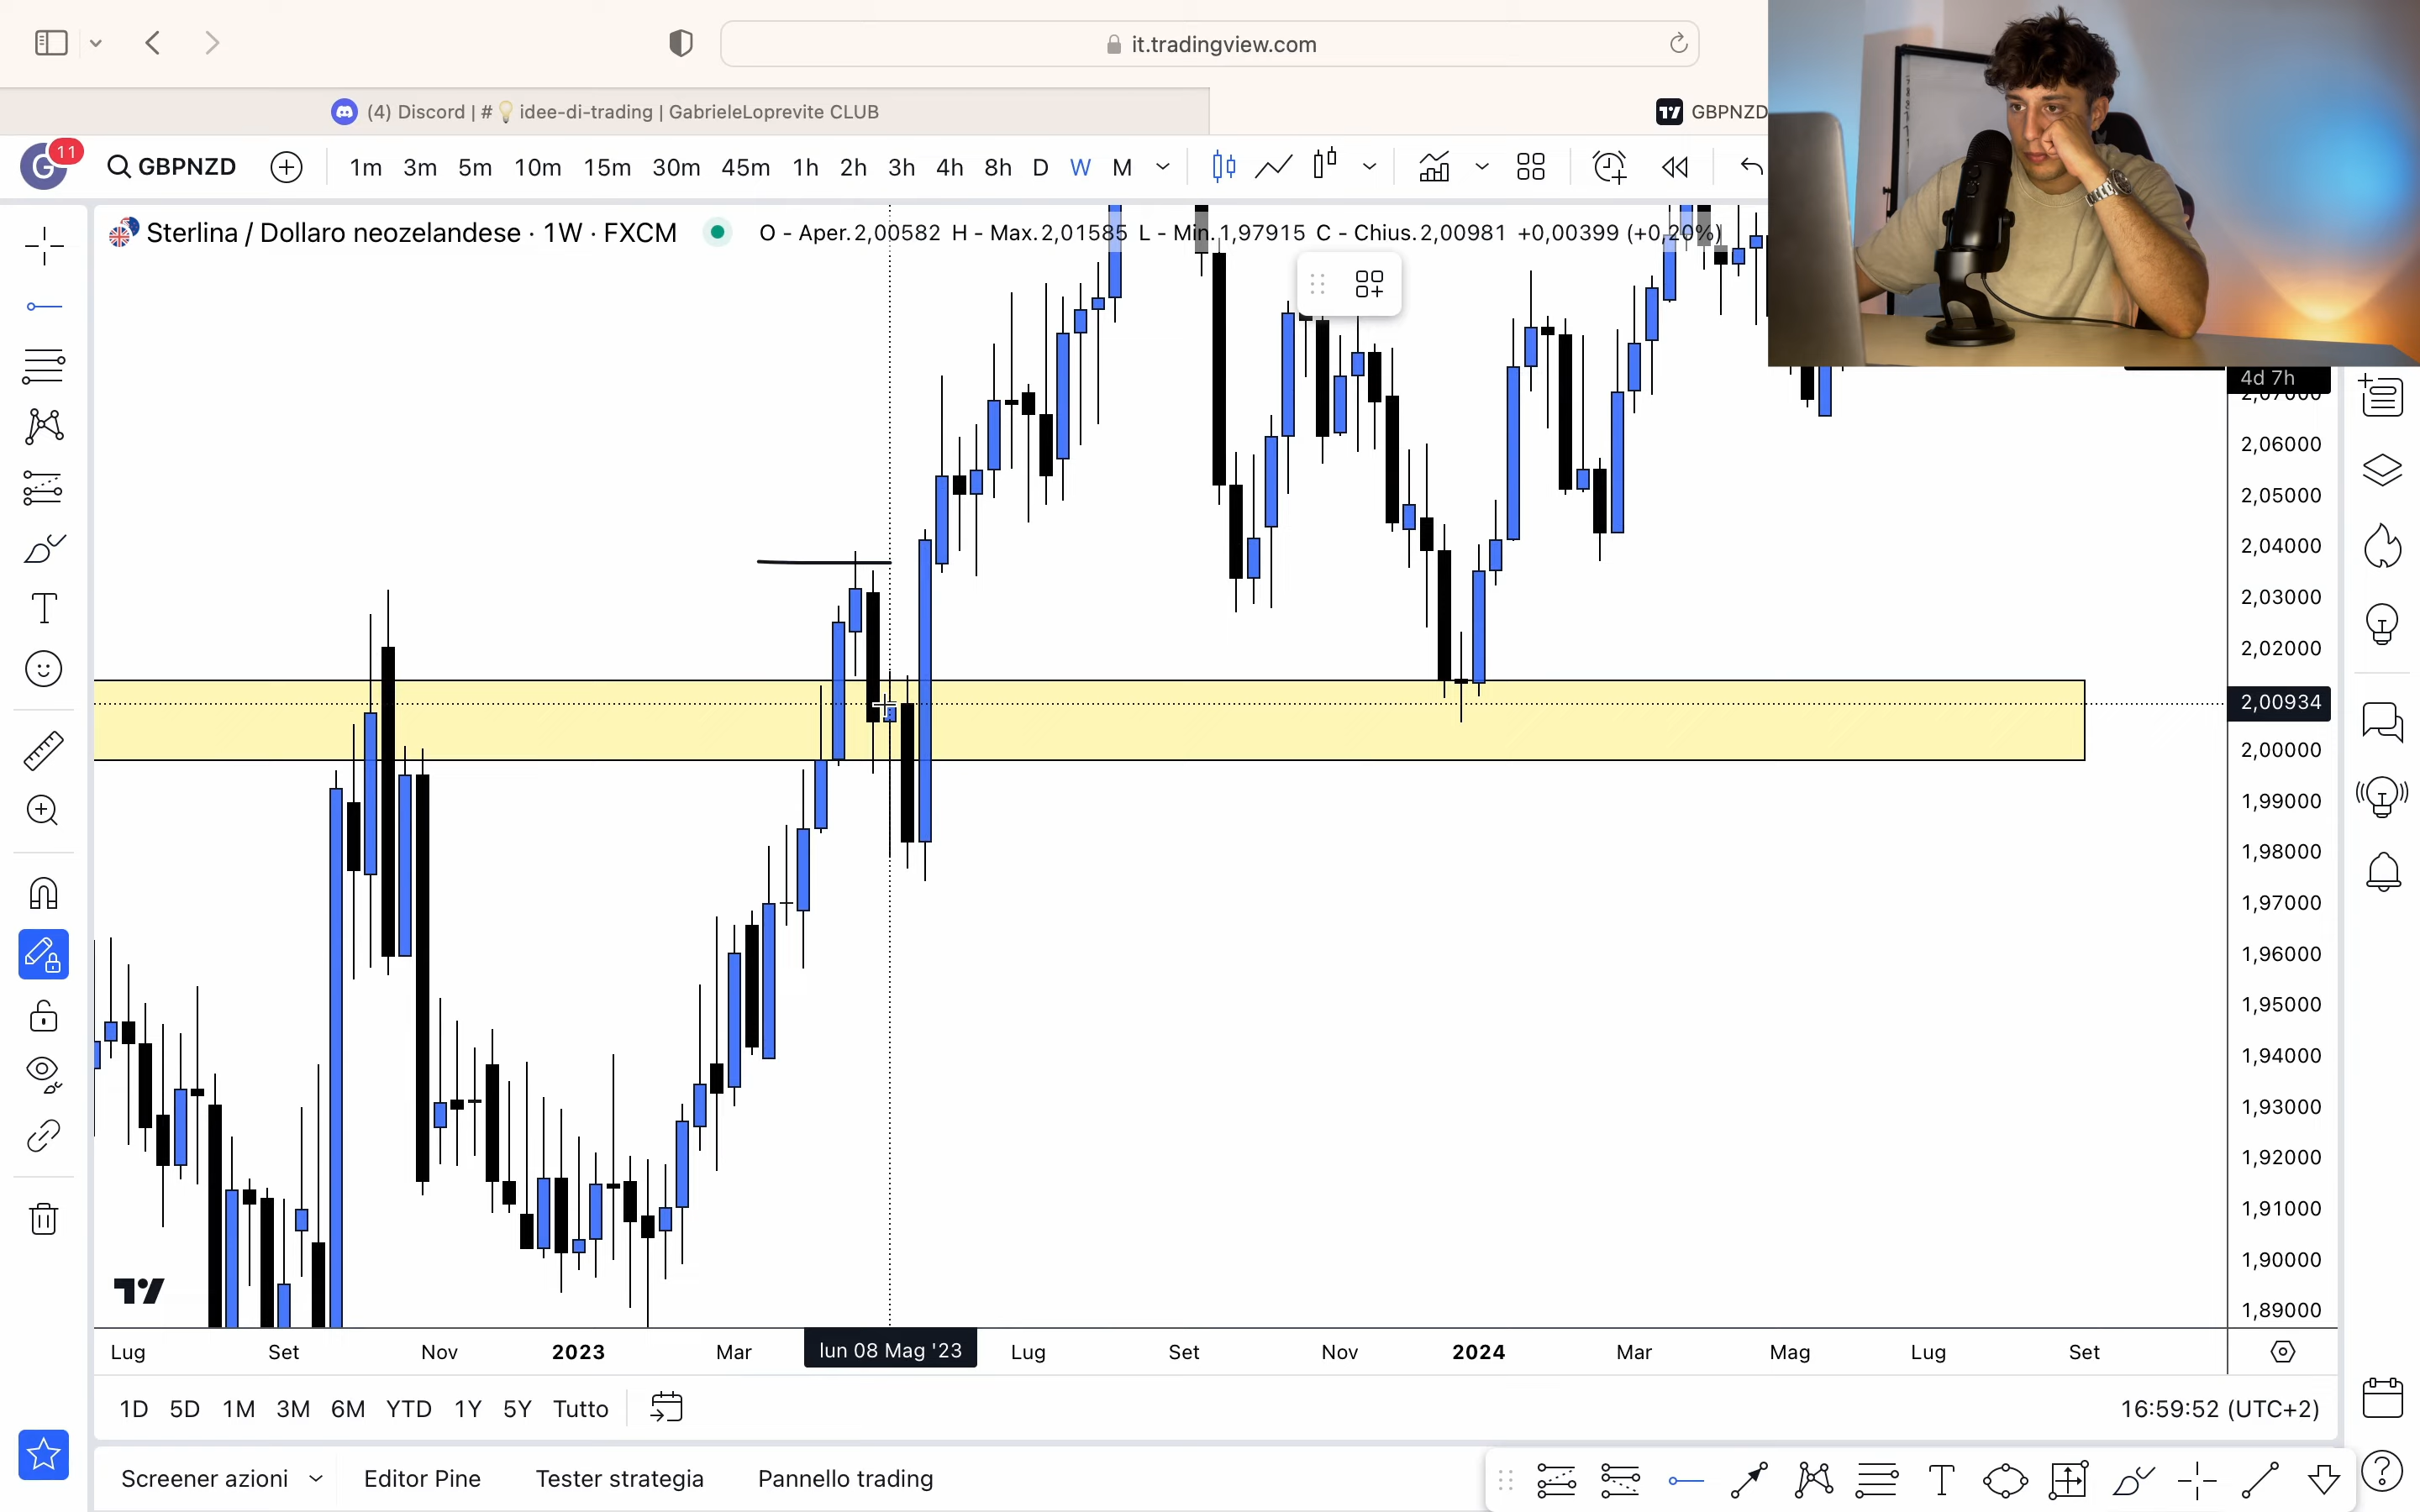 it.tradingview.com
(4) Discord | #💡idee-di-trading | GabrieleLoprevite CLUB
GBPNZD
G 11
GBPNZD
1m 3m 5m 10m 15m 30m 45m 1h 2h 3h 4h 8h D W M
Sterlina / Dollaro neozelandese · 1W · FXCM
O - Aper.2,00582 H - Max.2,01585 L - Min.1,97915 C - Chius.2,00981 +0,00399 (+0,20%)
4d 7h
2,07000
2,06000
2,05000
2,04000
2,03000
2,02000
2,00934
2,00000
1,99000
1,98000
1,97000
1,96000
1,95000
1,94000
1,93000
1,92000
1,91000
1,90000
1,89000
Lug Set Nov 2023 Mar lun 08 Mag '23 Lug Set Nov 2024 Mar Mag Lug Set
1D 5D 1M 3M 6M YTD 1Y 5Y Tutto
16:59:52 (UTC+2)
Screener azioni Editor Pine Tester strategia Pannello trading